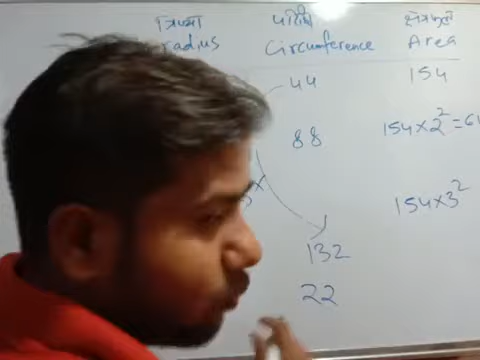 त्रिज्या परिधि क्षेत्रफल
radius Circumference Area
44 154
88 154×2²=61
154×3²
132
22